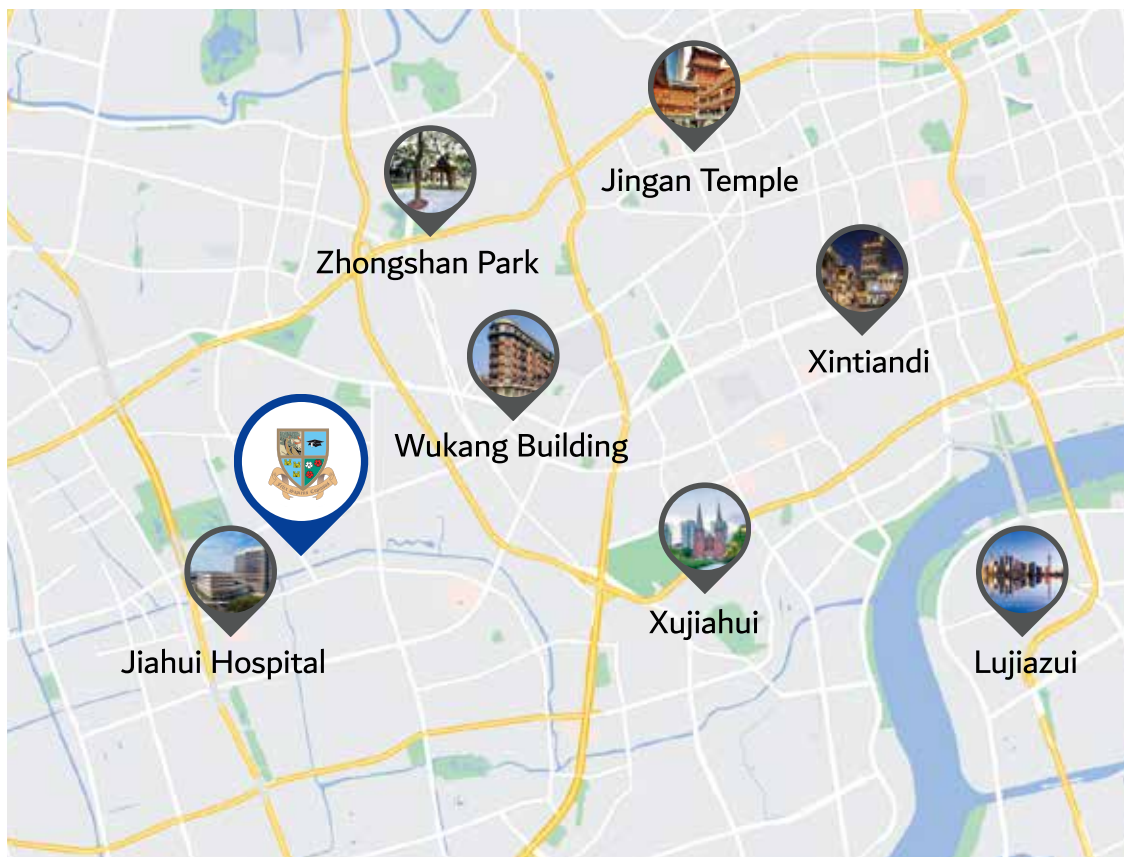 Jingan Temple
Zhongshan Park
Xintiandi
Wukang Building
Xujiahui
Jiahui Hospital
Lujiazui